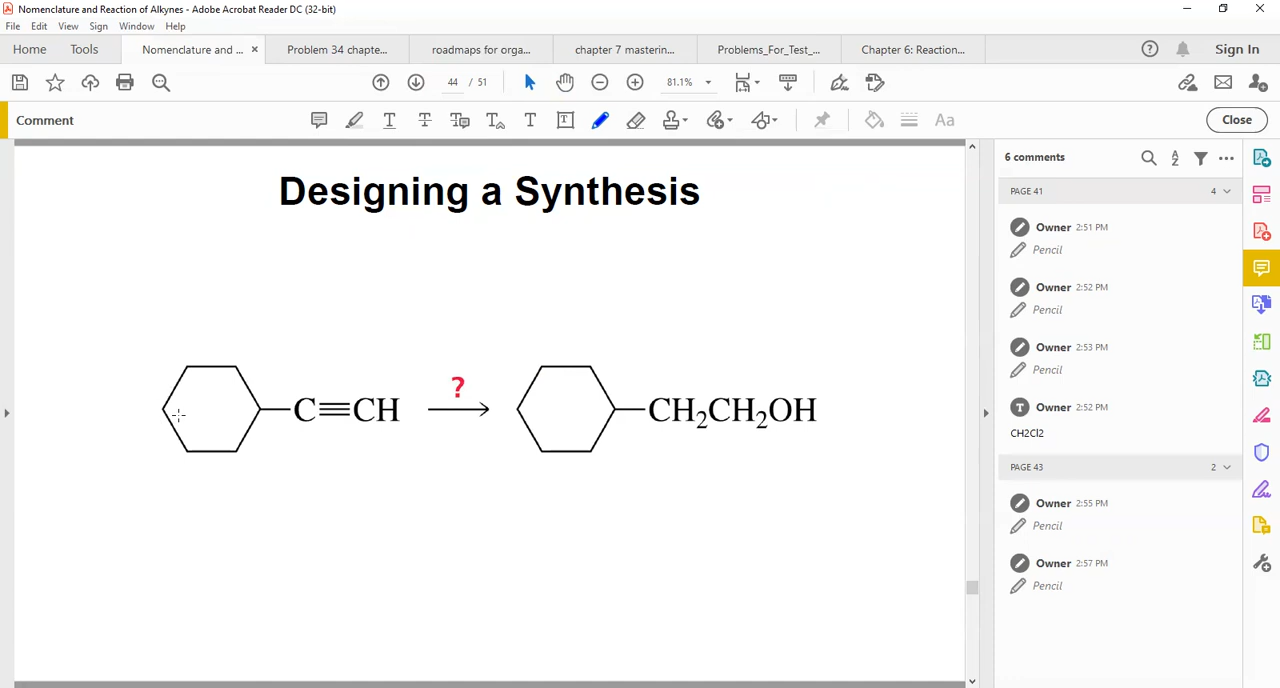 Nomenclature and Reaction of Alkynes - Adobe Acrobat Reader DC (32-bit)
File Edit View Sign Window Help
Home Tools Nomenclature and ... × Problem 34 chapte... roadmaps for orga... chapter 7 masterin... Problems_For_Test_... Chapter 6: Reaction... Sign In
44 / 51 81.1%
Comment Aa Close
Designing a Synthesis
C≡CH ? CH₂CH₂OH
6 comments
PAGE 41 4
Owner 2:51 PM
Pencil
Owner 2:52 PM
Pencil
Owner 2:53 PM
Pencil
T Owner 2:52 PM
CH2Cl2
PAGE 43 2
Owner 2:55 PM
Pencil
Owner 2:57 PM
Pencil